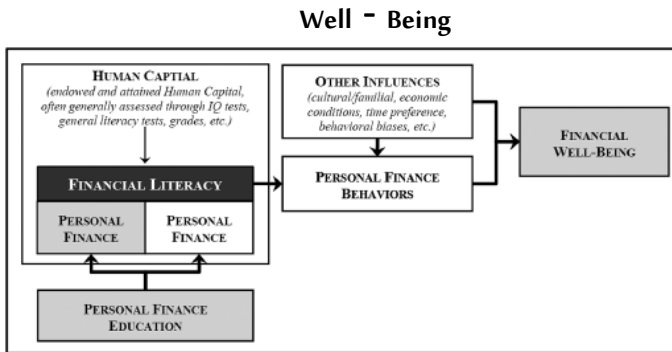 Well - Being
HUMAN CAPTIAL
(endowed and attained Human Capital,
often generally assessed through IQ tests,
general literacy tests, grades, etc.)
FINANCIAL LITERACY
PERSONAL
FINANCE
PERSONAL
FINANCE
PERSONAL FINANCE
EDUCATION
OTHER INFLUENCES
(cultural/familial, economic
conditions, time preference,
behavioral biases, etc.)
PERSONAL FINANCE
BEHAVIORS
FINANCIAL
WELL-BEING